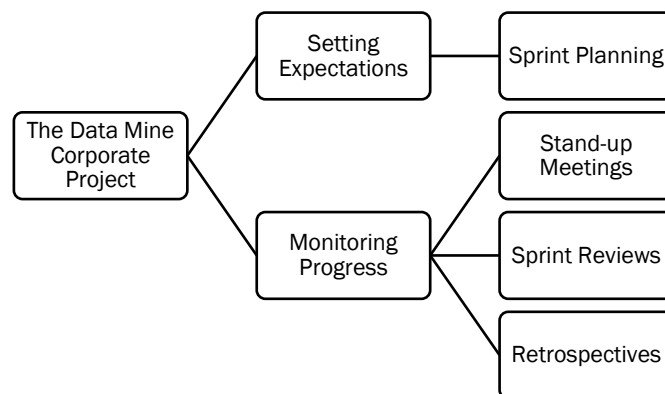 The Data Mine
Corporate
Project
Setting
Expectations
Sprint Planning
Monitoring
Progress
Stand-up
Meetings
Sprint Reviews
Retrospectives